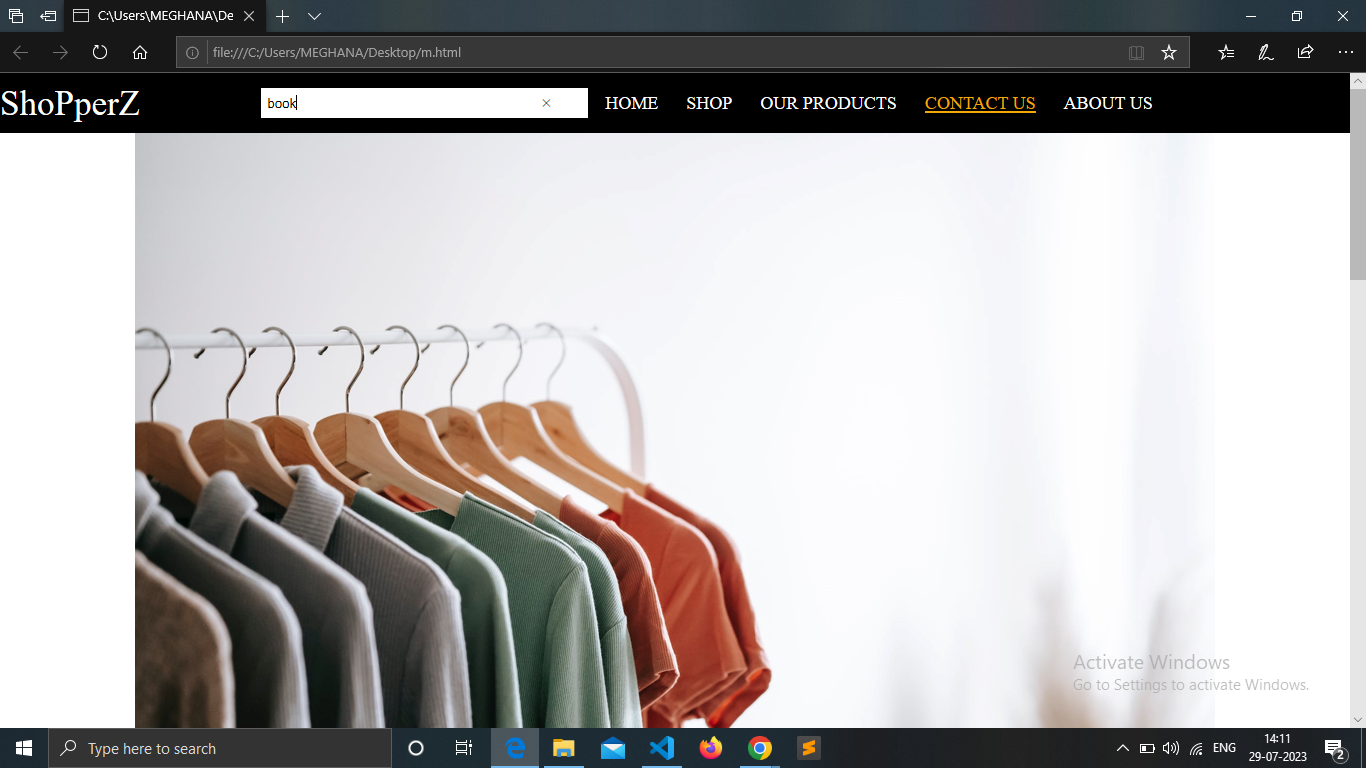 C:\Users\MEGHANA\De
file:///C:/Users/MEGHANA/Desktop/m.html
ShoPperZ
book
HOME
SHOP
OUR PRODUCTS
CONTACT US
ABOUT US
Activate Windows
Go to Settings to activate Windows.
Type here to search
ENG
14:11
29-07-2023
2